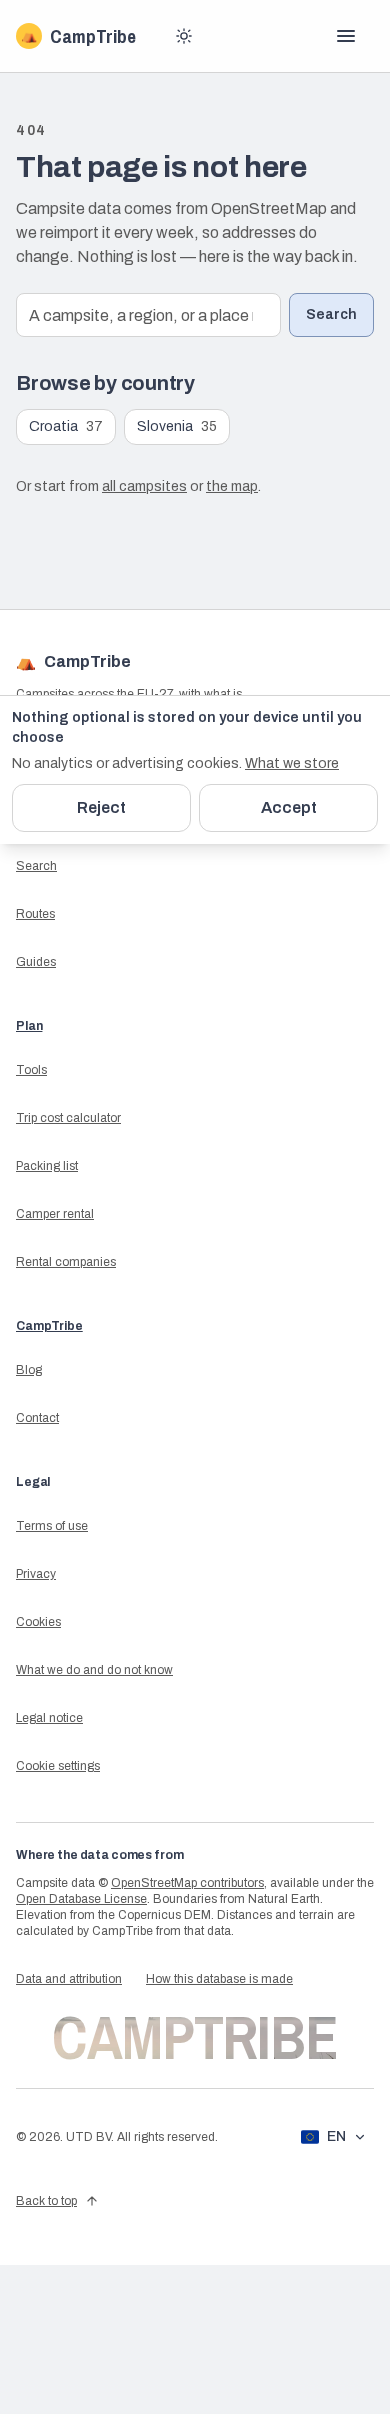 CampTribe
404
That page is not here
Campsite data comes from OpenStreetMap and
we reimport it every week, so addresses do
change. Nothing is lost — here is the way back in.
A campsite, a region, or a place
Search
Browse by country
Croatia 37
Slovenia 35
Or start from all campsites or the map.
CampTribe
Campsites across the EU-27, with what is
Nothing optional is stored on your device until you
choose
No analytics or advertising cookies. What we store
Reject
Accept
Search
Routes
Guides
Plan
Tools
Trip cost calculator
Packing list
Camper rental
Rental companies
CampTribe
Blog
Contact
Legal
Terms of use
Privacy
Cookies
What we do and do not know
Legal notice
Cookie settings
Where the data comes from
Campsite data © OpenStreetMap contributors, available under the
Open Database License. Boundaries from Natural Earth.
Elevation from the Copernicus DEM. Distances and terrain are
calculated by CampTribe from that data.
Data and attribution
How this database is made
CAMPTRIBE
© 2026. UTD BV. All rights reserved.
EN
Back to top